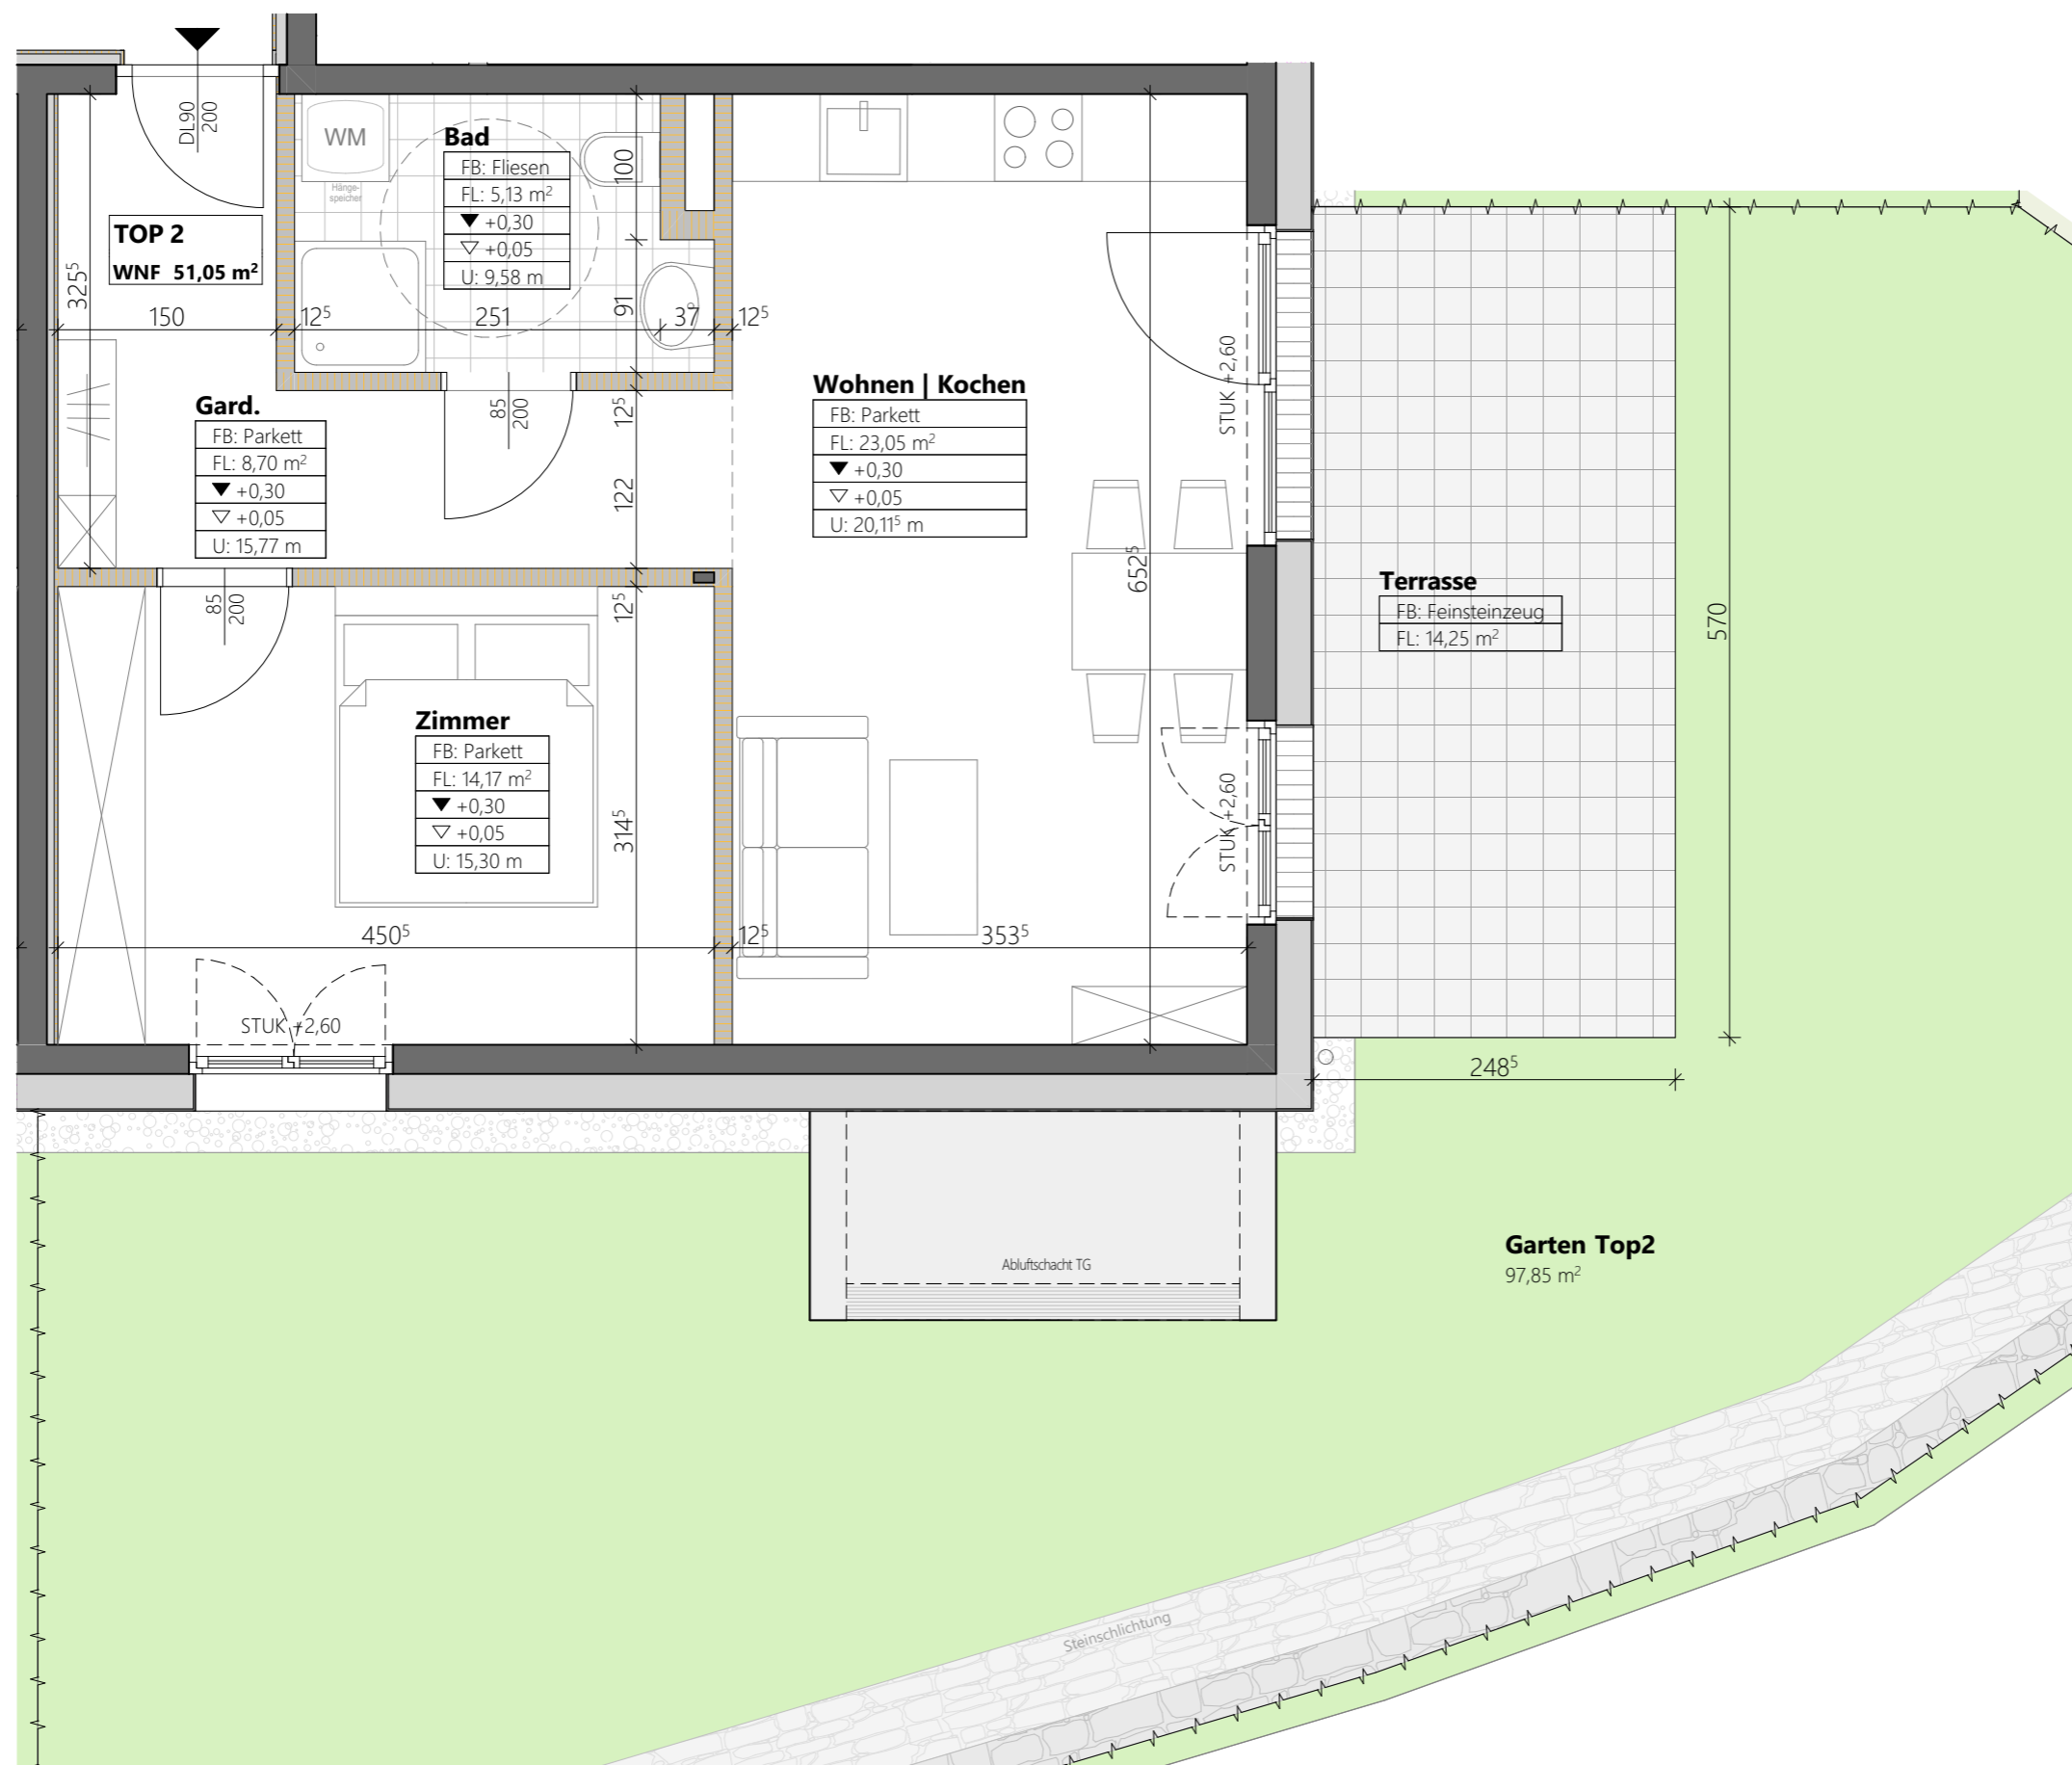 DL90
200
WM
Hänge-
speicher
Bad
FB: Fliesen
FL: 5,13 m²
+0,30
+0,05
U: 9,58 m
100
91
TOP 2
WNF 51,05 m²
325⁵
150
12⁵
251
37
12⁵
Gard.
FB: Parkett
FL: 8,70 m²
+0,30
+0,05
U: 15,77 m
85
200
12⁵
122
Wohnen | Kochen
FB: Parkett
FL: 23,05 m²
+0,30
+0,05
U: 20,11⁵ m
STUK +2,60
652⁵
Terrasse
FB: Feinsteinzeug
FL: 14,25 m²
570
85
200
12⁵
Zimmer
FB: Parkett
FL: 14,17 m²
+0,30
+0,05
U: 15,30 m
314⁵
STUK +2,60
450⁵
12⁵
353⁵
STUK +2,60
248⁵
Abluftschacht TG
Garten Top2
97,85 m²
Steinschlichtung